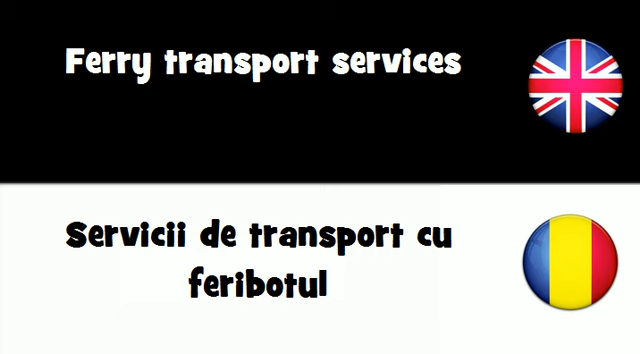 Ferry transport services
Servicii de transport cu
feribotul